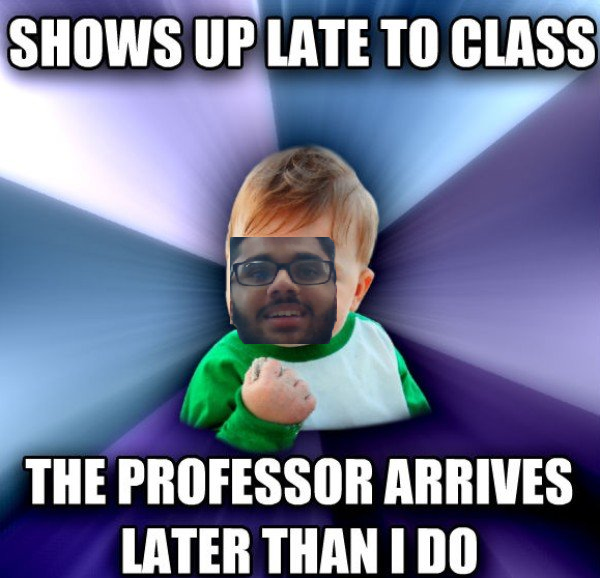 SHOWS UP LATE TO CLASS
THE PROFESSOR ARRIVES
LATER THAN I DO